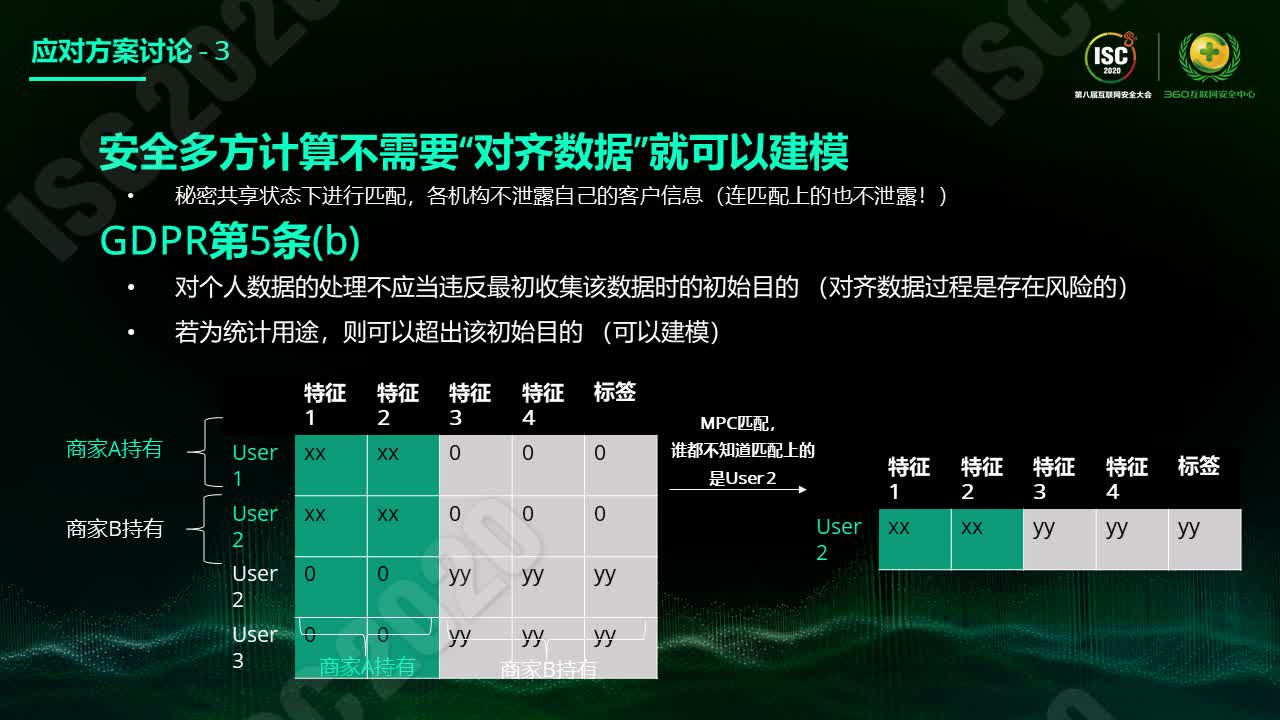 应对方案讨论 - 3
ISC
2020
第八届互联网安全大会
360互联网安全中心
安全多方计算不需要“对齐数据”就可以建模
• 秘密共享状态下进行匹配，各机构不泄露自己的客户信息（连匹配上的也不泄露！）
GDPR第5条(b)
• 对个人数据的处理不应当违反最初收集该数据时的初始目的 （对齐数据过程是存在风险的）
• 若为统计用途，则可以超出该初始目的 （可以建模）
特征1 特征2 特征3 特征4 标签
商家A持有
User 1 xx xx 0 0 0
User 2 xx xx 0 0 0
商家B持有
User 2 0 0 yy yy yy
User 3 0 0 yy yy yy
商家A持有 商家B持有
MPC匹配，
谁都不知道匹配上的
是User 2
特征1 特征2 特征3 特征4 标签
User 2 xx xx yy yy yy
ISC2020
ISC2020
ISC2020